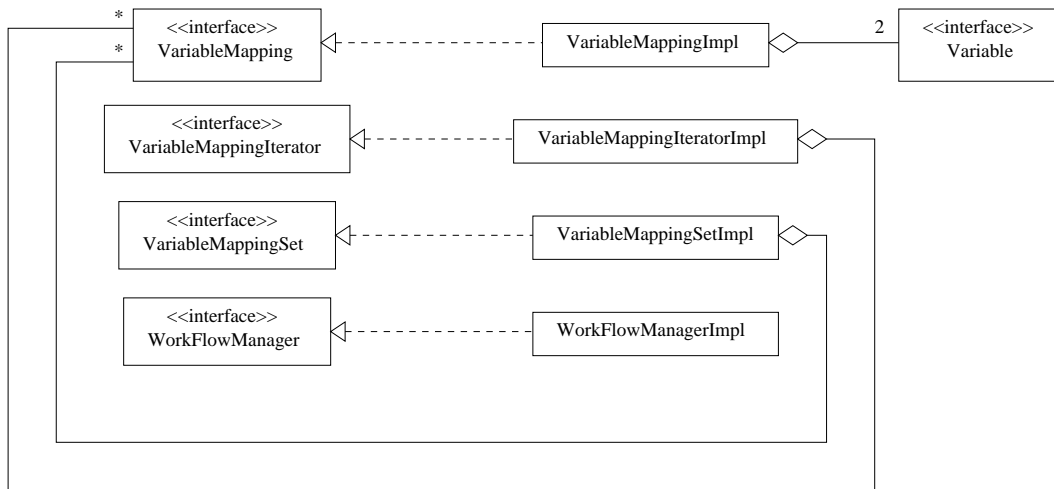 *
<<interface>>
VariableMapping
VariableMappingImpl
2
<<interface>>
Variable
*
<<interface>>
VariableMappingIterator
VariableMappingIteratorImpl
<<interface>>
VariableMappingSet
VariableMappingSetImpl
<<interface>>
WorkFlowManager
WorkFlowManagerImpl